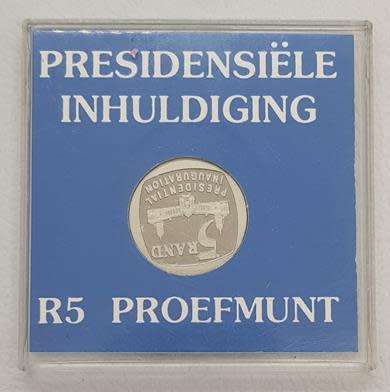 PRESIDENSIËLE
INHULDIGING
PRESIDENTIAL
INAUGURATION
5
RAND
R5 PROEFMUNT